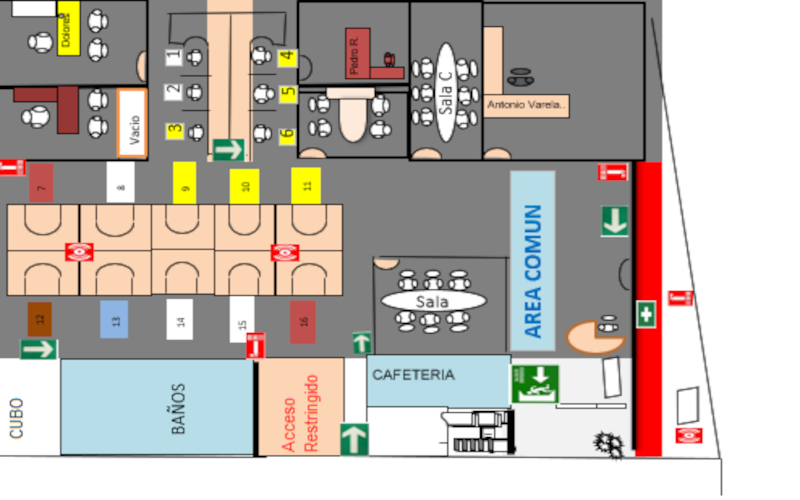 Dolores
1
4
Pedro R.
Sala C
Antonio Varela..
2
5
Vacio
3
6
7
8
9
10
11
AREA COMUN
Sala
12
13
14
15
16
CAFETERIA
CUBO
BAÑOS
Acceso
Restringido